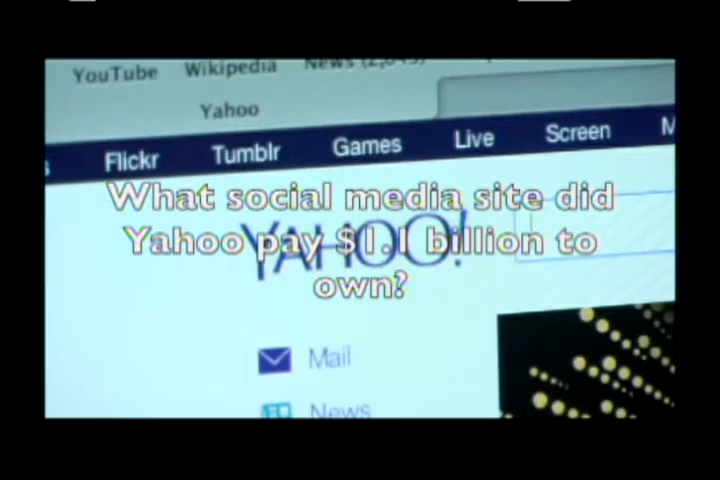 YouTube Wikipedia News
Yahoo
Flickr Tumblr Games Live Screen
What social media site did
Yahoo pay $1.1 billion to
own?
YAHOO!
Mail
News